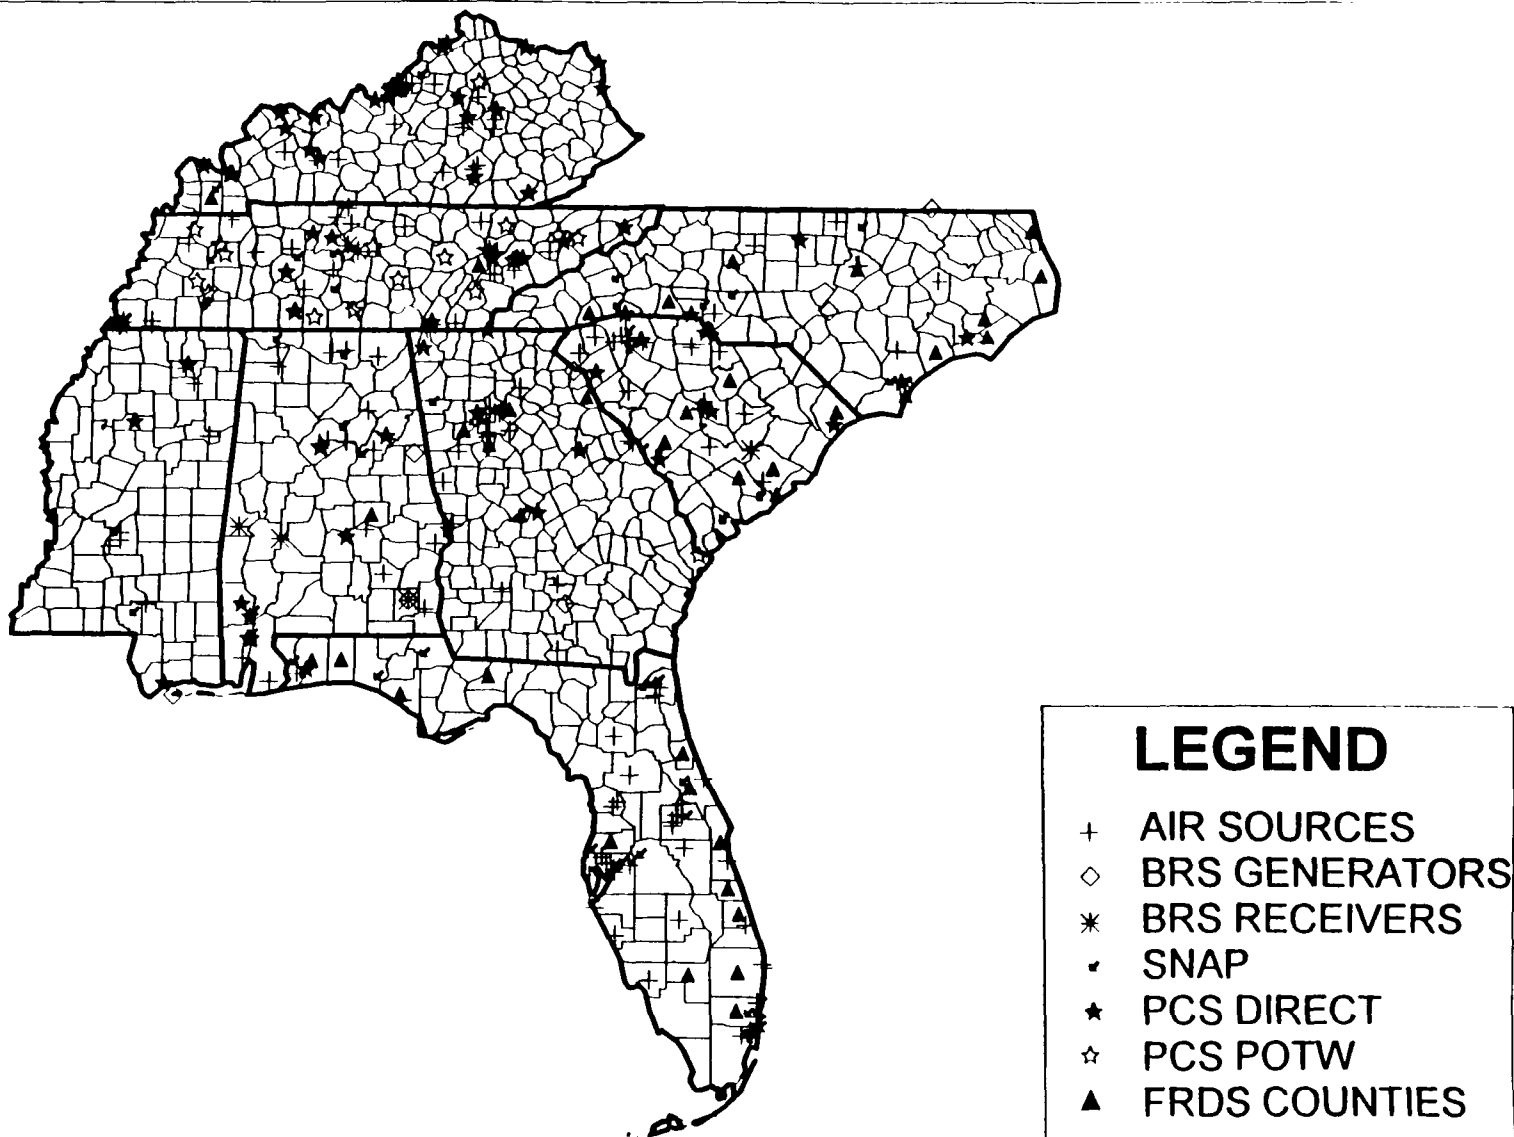 LEGEND
AIR SOURCES
BRS GENERATORS
BRS RECEIVERS
SNAP
PCS DIRECT
PCS POTW
FRDS COUNTIES